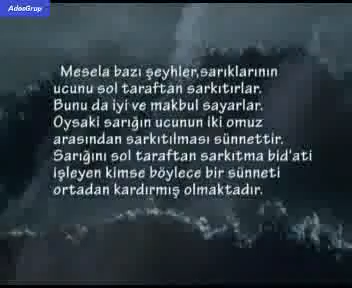 AdosGrup
Mesela bazı şeyhler,sarıklarının
ucunu sol taraftan sarkıtırlar.
Bunu da iyi ve makbul sayarlar.
Oysaki sarığın ucunun iki omuz
arasından sarkıtılması sünnettir.
Sarığını sol taraftan sarkıtma bid'ati
işleyen kimse böylece bir sünneti
ortadan kardırmış olmaktadır.